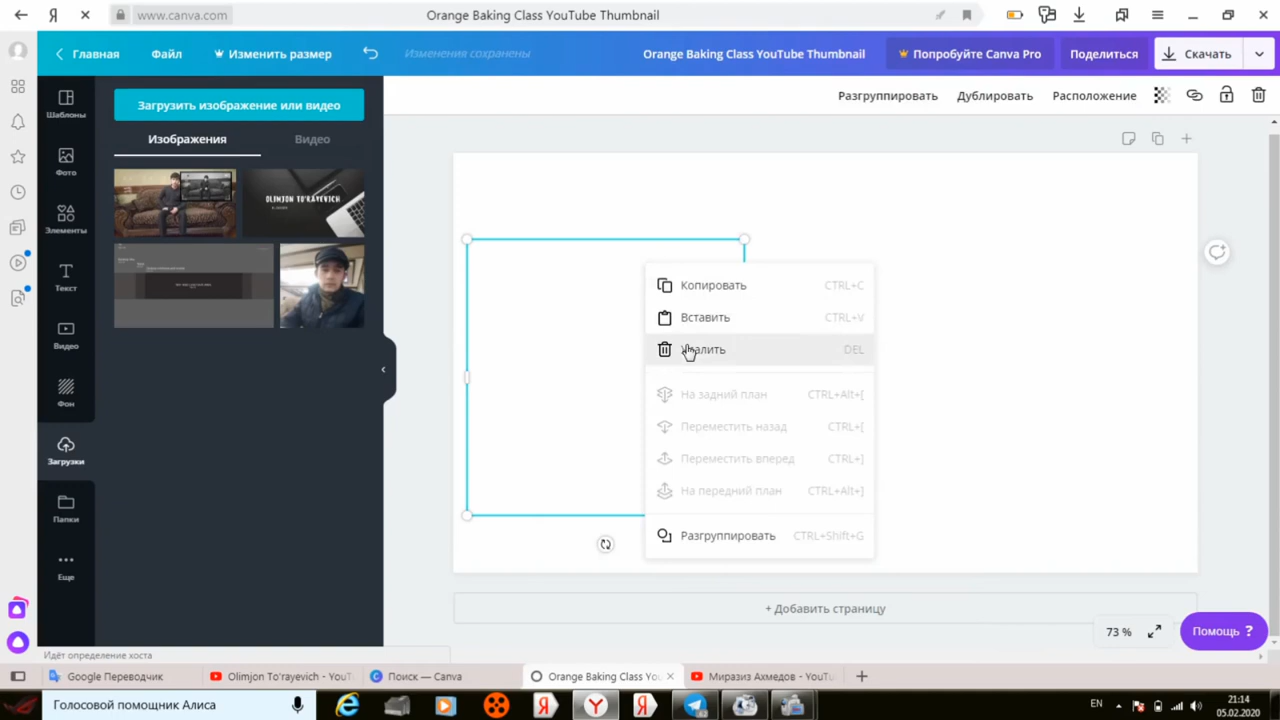 www.canva.com
Orange Baking Class YouTube Thumbnail
Главная
Файл
Изменить размер
Изменения сохранены
Orange Baking Class YouTube Thumbnail
Попробуйте Canva Pro
Поделиться
Скачать
Шаблоны
Фото
Элементы
Текст
Видео
Фон
Загрузки
Папки
Еще
Загрузить изображение или видео
Изображения
Видео
OLIMJON TO'RAYEVICH
Разгруппировать
Дублировать
Расположение
Копировать CTRL+C
Вставить CTRL+V
Удалить DEL
На задний план CTRL+Alt+[
Переместить назад CTRL+[
Переместить вперед CTRL+]
На передний план CTRL+Alt+]
Разгруппировать CTRL+Shift+G
+ Добавить страницу
73 %
Помощь ?
Идёт определение хоста
Google Переводчик
Olimjon To'rayevich - YouT
Поиск — Canva
Orange Baking Class You
Миразиз Ахмедов - YouTu
Голосовой помощник Алиса
EN
21:14
05.02.2020